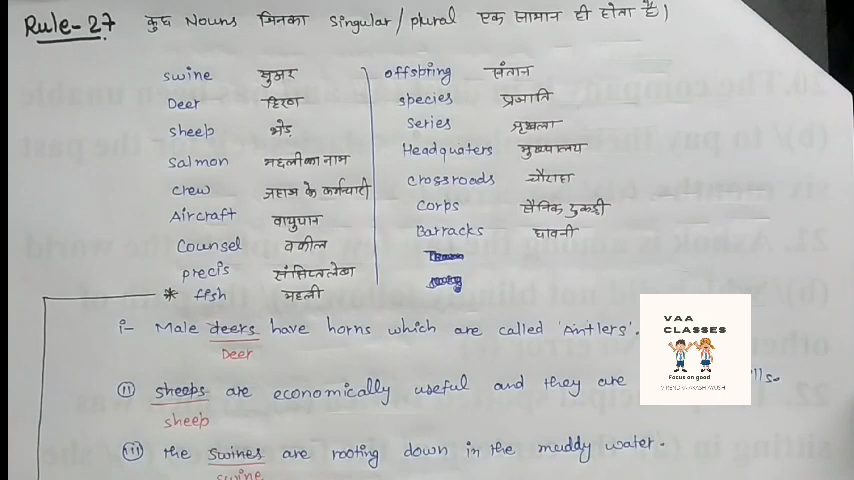 Rule-27 कुछ Nouns जिनका singular/plural एक सामान ही होता है।
swine सुअर
Deer हिरण
sheep भेड़
salmon मछली का नाम
crew जहाज के कर्मचारी
Aircraft वायुयान
Counsel वकील
precis संक्षिप्त लेख
* fish मछली
offspring संतान
species प्रजाति
series श्रृंखला
Headquaters मुख्यालय
crossroads चौराहा
Corps सैनिक टुकड़ी
Barracks छावनी
i- Male deers have horns which are called 'Antlers'.
Deer
(ii) sheeps are economically useful and they are
sheep
(iii) the swines are rooting down in the muddy water.
swine
VAA
CLASSES
Focus on good